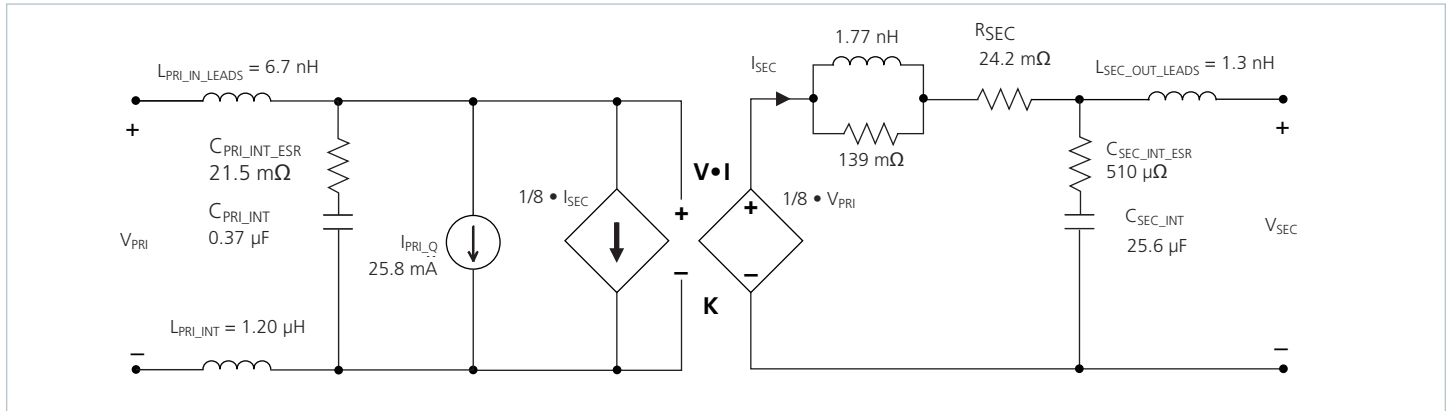 L_PRI_IN_LEADS = 6.7 nH
+
C_PRI_INT_ESR
21.5 mΩ
C_PRI_INT
0.37 µF
V_PRI
I_PRI_Q
25.8 mA
1/8 • I_SEC
L_PRI_INT = 1.20 µH
–
V•I
+
–
K
+
–
1/8 • V_PRI
I_SEC
1.77 nH
139 mΩ
R_SEC
24.2 mΩ
L_SEC_OUT_LEADS = 1.3 nH
+
C_SEC_INT_ESR
510 µΩ
C_SEC_INT
25.6 µF
V_SEC
–